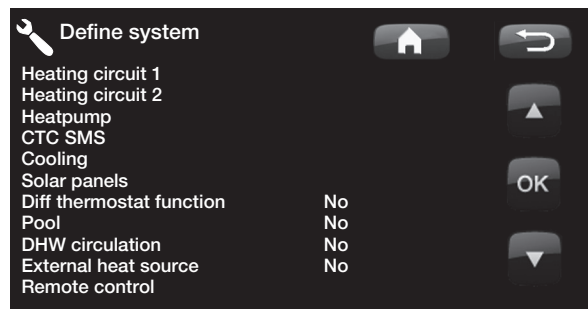 Define system
Heating circuit 1
Heating circuit 2
Heatpump
CTC SMS
Cooling
Solar panels
OK
Diff thermostat function No
Pool No
DHW circulation No
External heat source No
Remote control